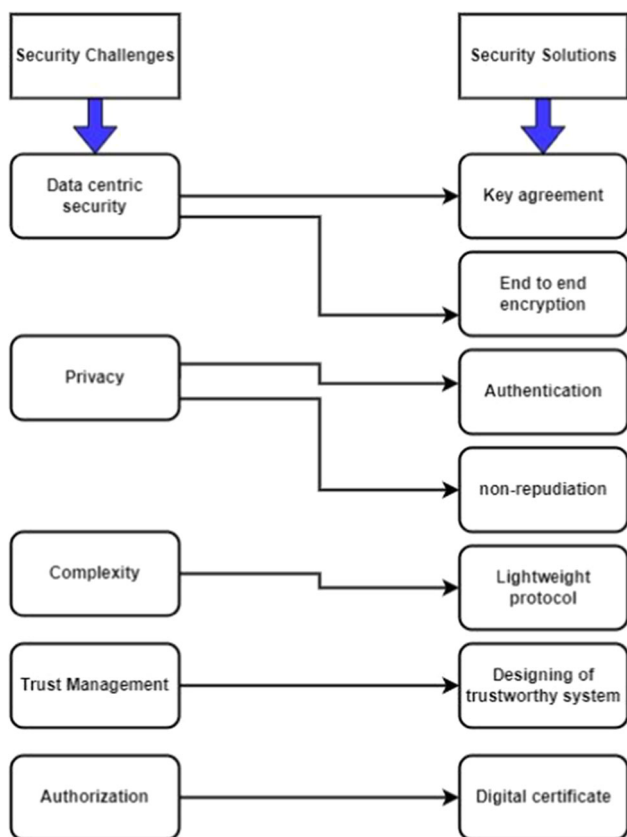 Security Challenges
Security Solutions
Data centric
security
Key agreement
End to end
encryption
Privacy
Authentication
non-repudiation
Complexity
Lightweight
protocol
Trust Management
Designing of
trustworthy system
Authorization
Digital certificate